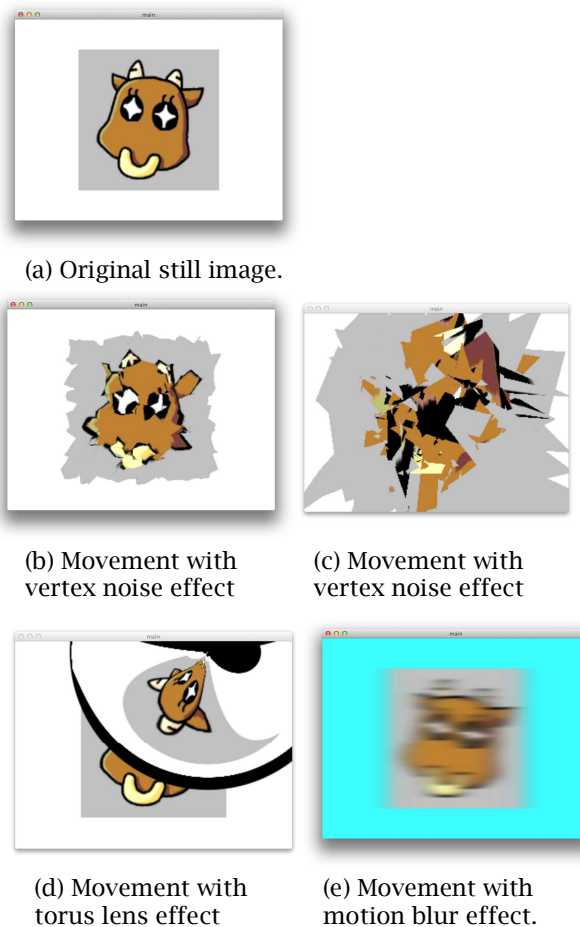 main
(a) Original still image.
main
main
(b) Movement with
vertex noise effect
(c) Movement with
vertex noise effect
main
main
(d) Movement with
torus lens effect
(e) Movement with
motion blur effect.